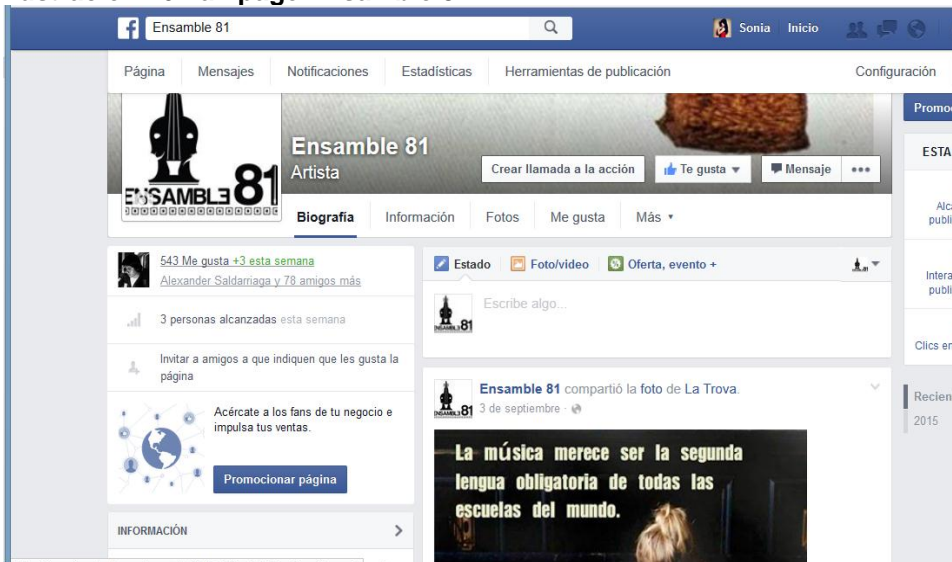 Ensamble 81
Sonia Inicio
Página Mensajes Notificaciones Estadísticas Herramientas de publicación Configuración
Ensamble 81
Artista
Crear llamada a la acción Te gusta Mensaje
ENSAMBL3 81
Biografía Información Fotos Me gusta Más
543 Me gusta +3 esta semana
Alexander Saldarriaga y 78 amigos más
3 personas alcanzadas esta semana
Invitar a amigos a que indiquen que les gusta la
página
Acércate a los fans de tu negocio e
impulsa tus ventas.
Promocionar página
INFORMACIÓN
Estado Foto/video Oferta, evento +
Escribe algo...
Ensamble 81 compartió la foto de La Trova.
3 de septiembre ·
La música merece ser la segunda
lengua obligatoria de todas las
escuelas del mundo.
Promo
ESTA
Alc
publi
Intera
publi
Clics en
Recien
2015